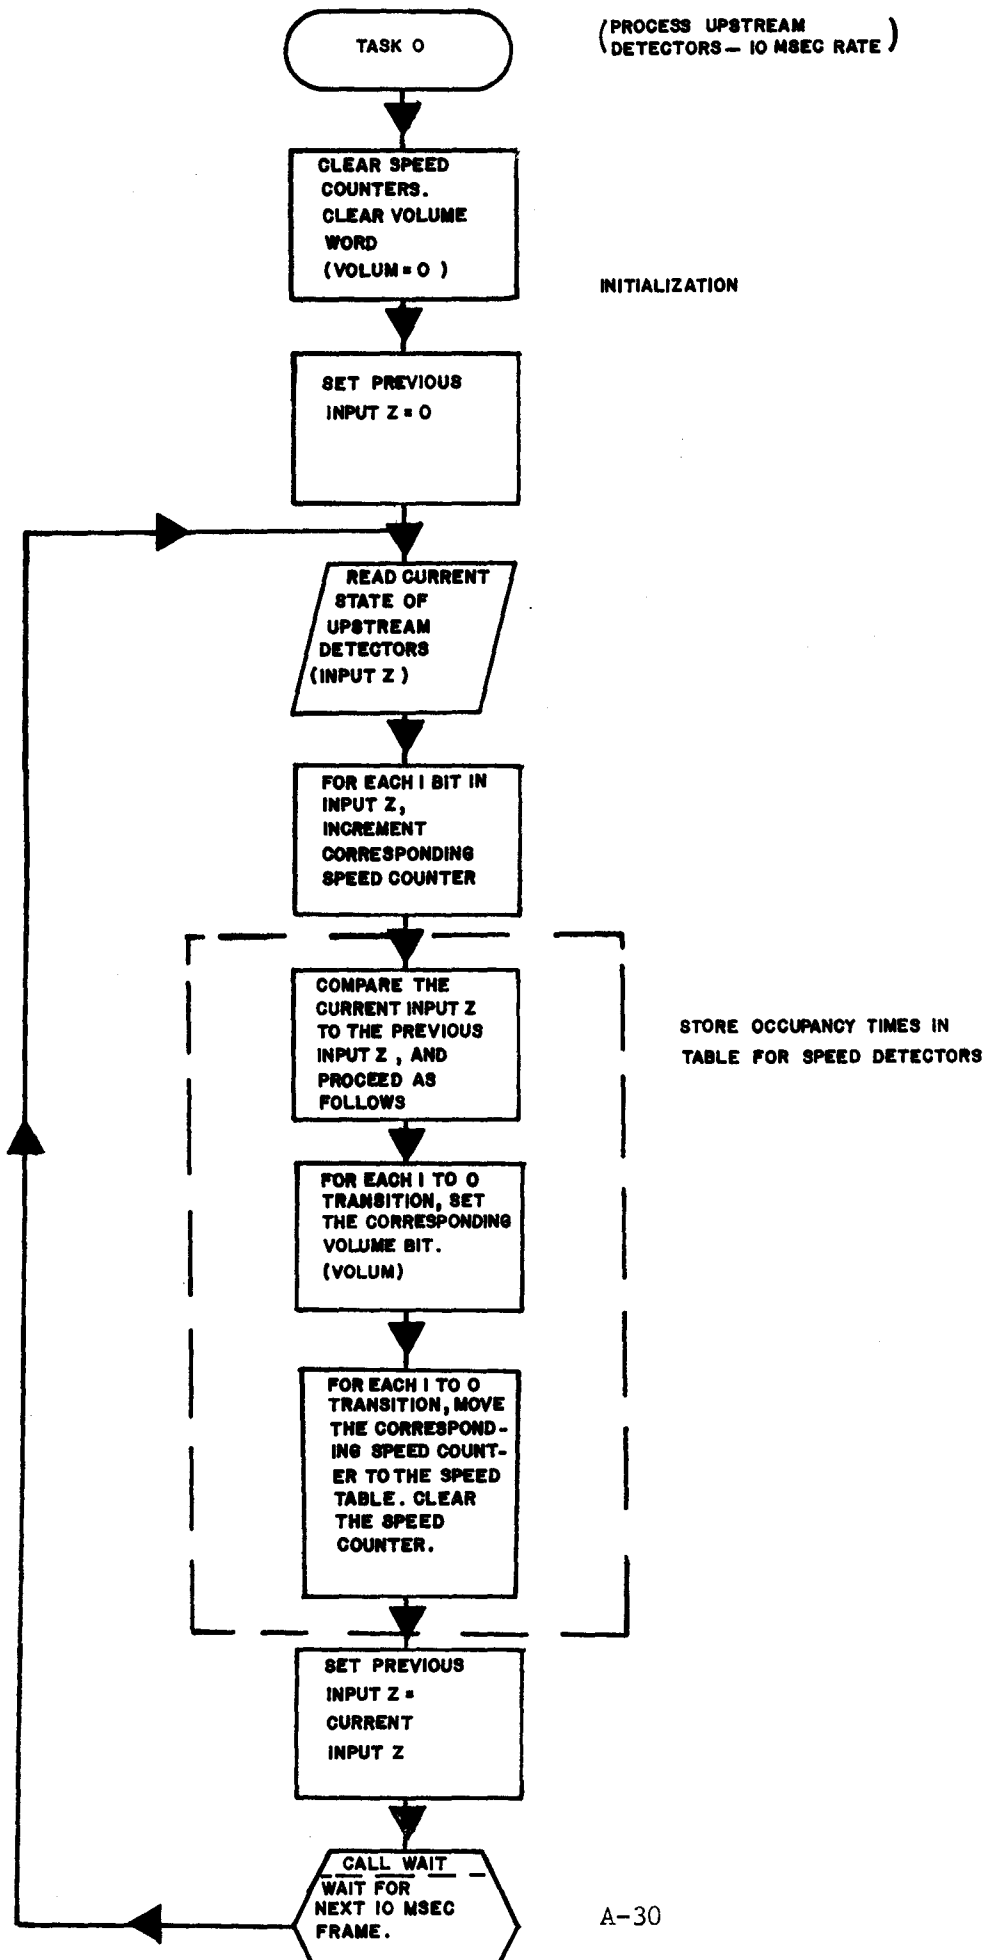 TASK 0
(PROCESS UPSTREAM
DETECTORS — 10 MSEC RATE)
CLEAR SPEED
COUNTERS.
CLEAR VOLUME
WORD
(VOLUM = 0 )
INITIALIZATION
SET PREVIOUS
INPUT Z = 0
READ CURRENT
STATE OF
UPSTREAM
DETECTORS
(INPUT Z )
FOR EACH 1 BIT IN
INPUT Z,
INCREMENT
CORRESPONDING
SPEED COUNTER
COMPARE THE
CURRENT INPUT Z
TO THE PREVIOUS
INPUT Z , AND
PROCEED AS
FOLLOWS
STORE OCCUPANCY TIMES IN
TABLE FOR SPEED DETECTORS
FOR EACH 1 TO 0
TRANSITION, SET
THE CORRESPONDING
VOLUME BIT.
(VOLUM)
FOR EACH 1 TO 0
TRANSITION, MOVE
THE CORRESPOND-
ING SPEED COUNT-
ER TO THE SPEED
TABLE. CLEAR
THE SPEED
COUNTER.
SET PREVIOUS
INPUT Z =
CURRENT
INPUT Z
CALL WAIT
WAIT FOR
NEXT 10 MSEC
FRAME.
A-30